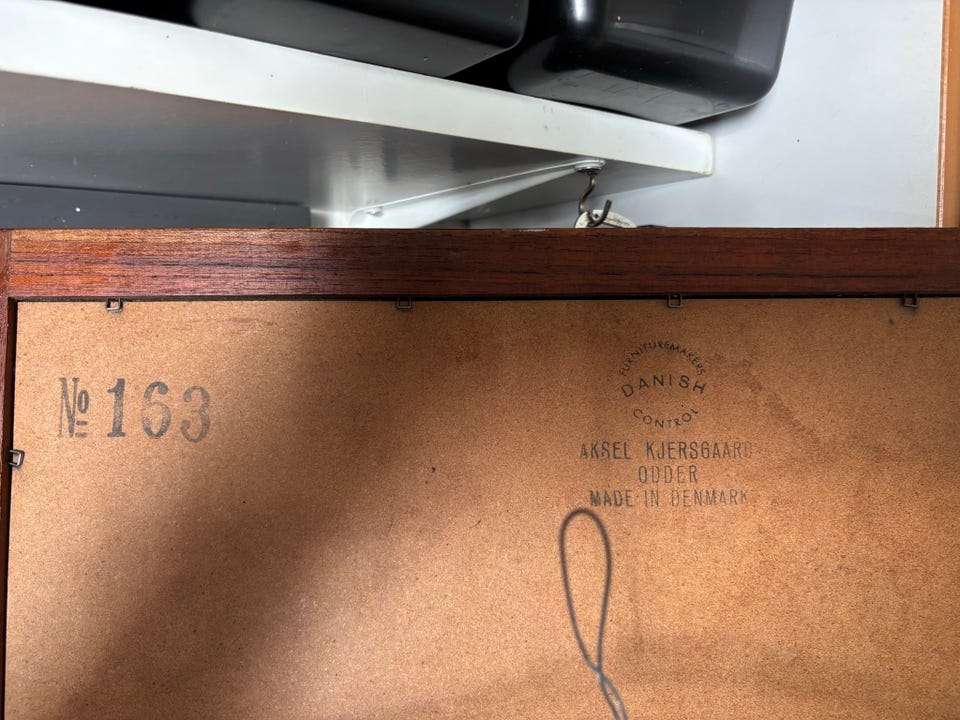 № 163
FURNITUREMAKERS
DANISH
CONTROL
AKSEL KJERSGAARD
ODDER
MADE IN DENMARK